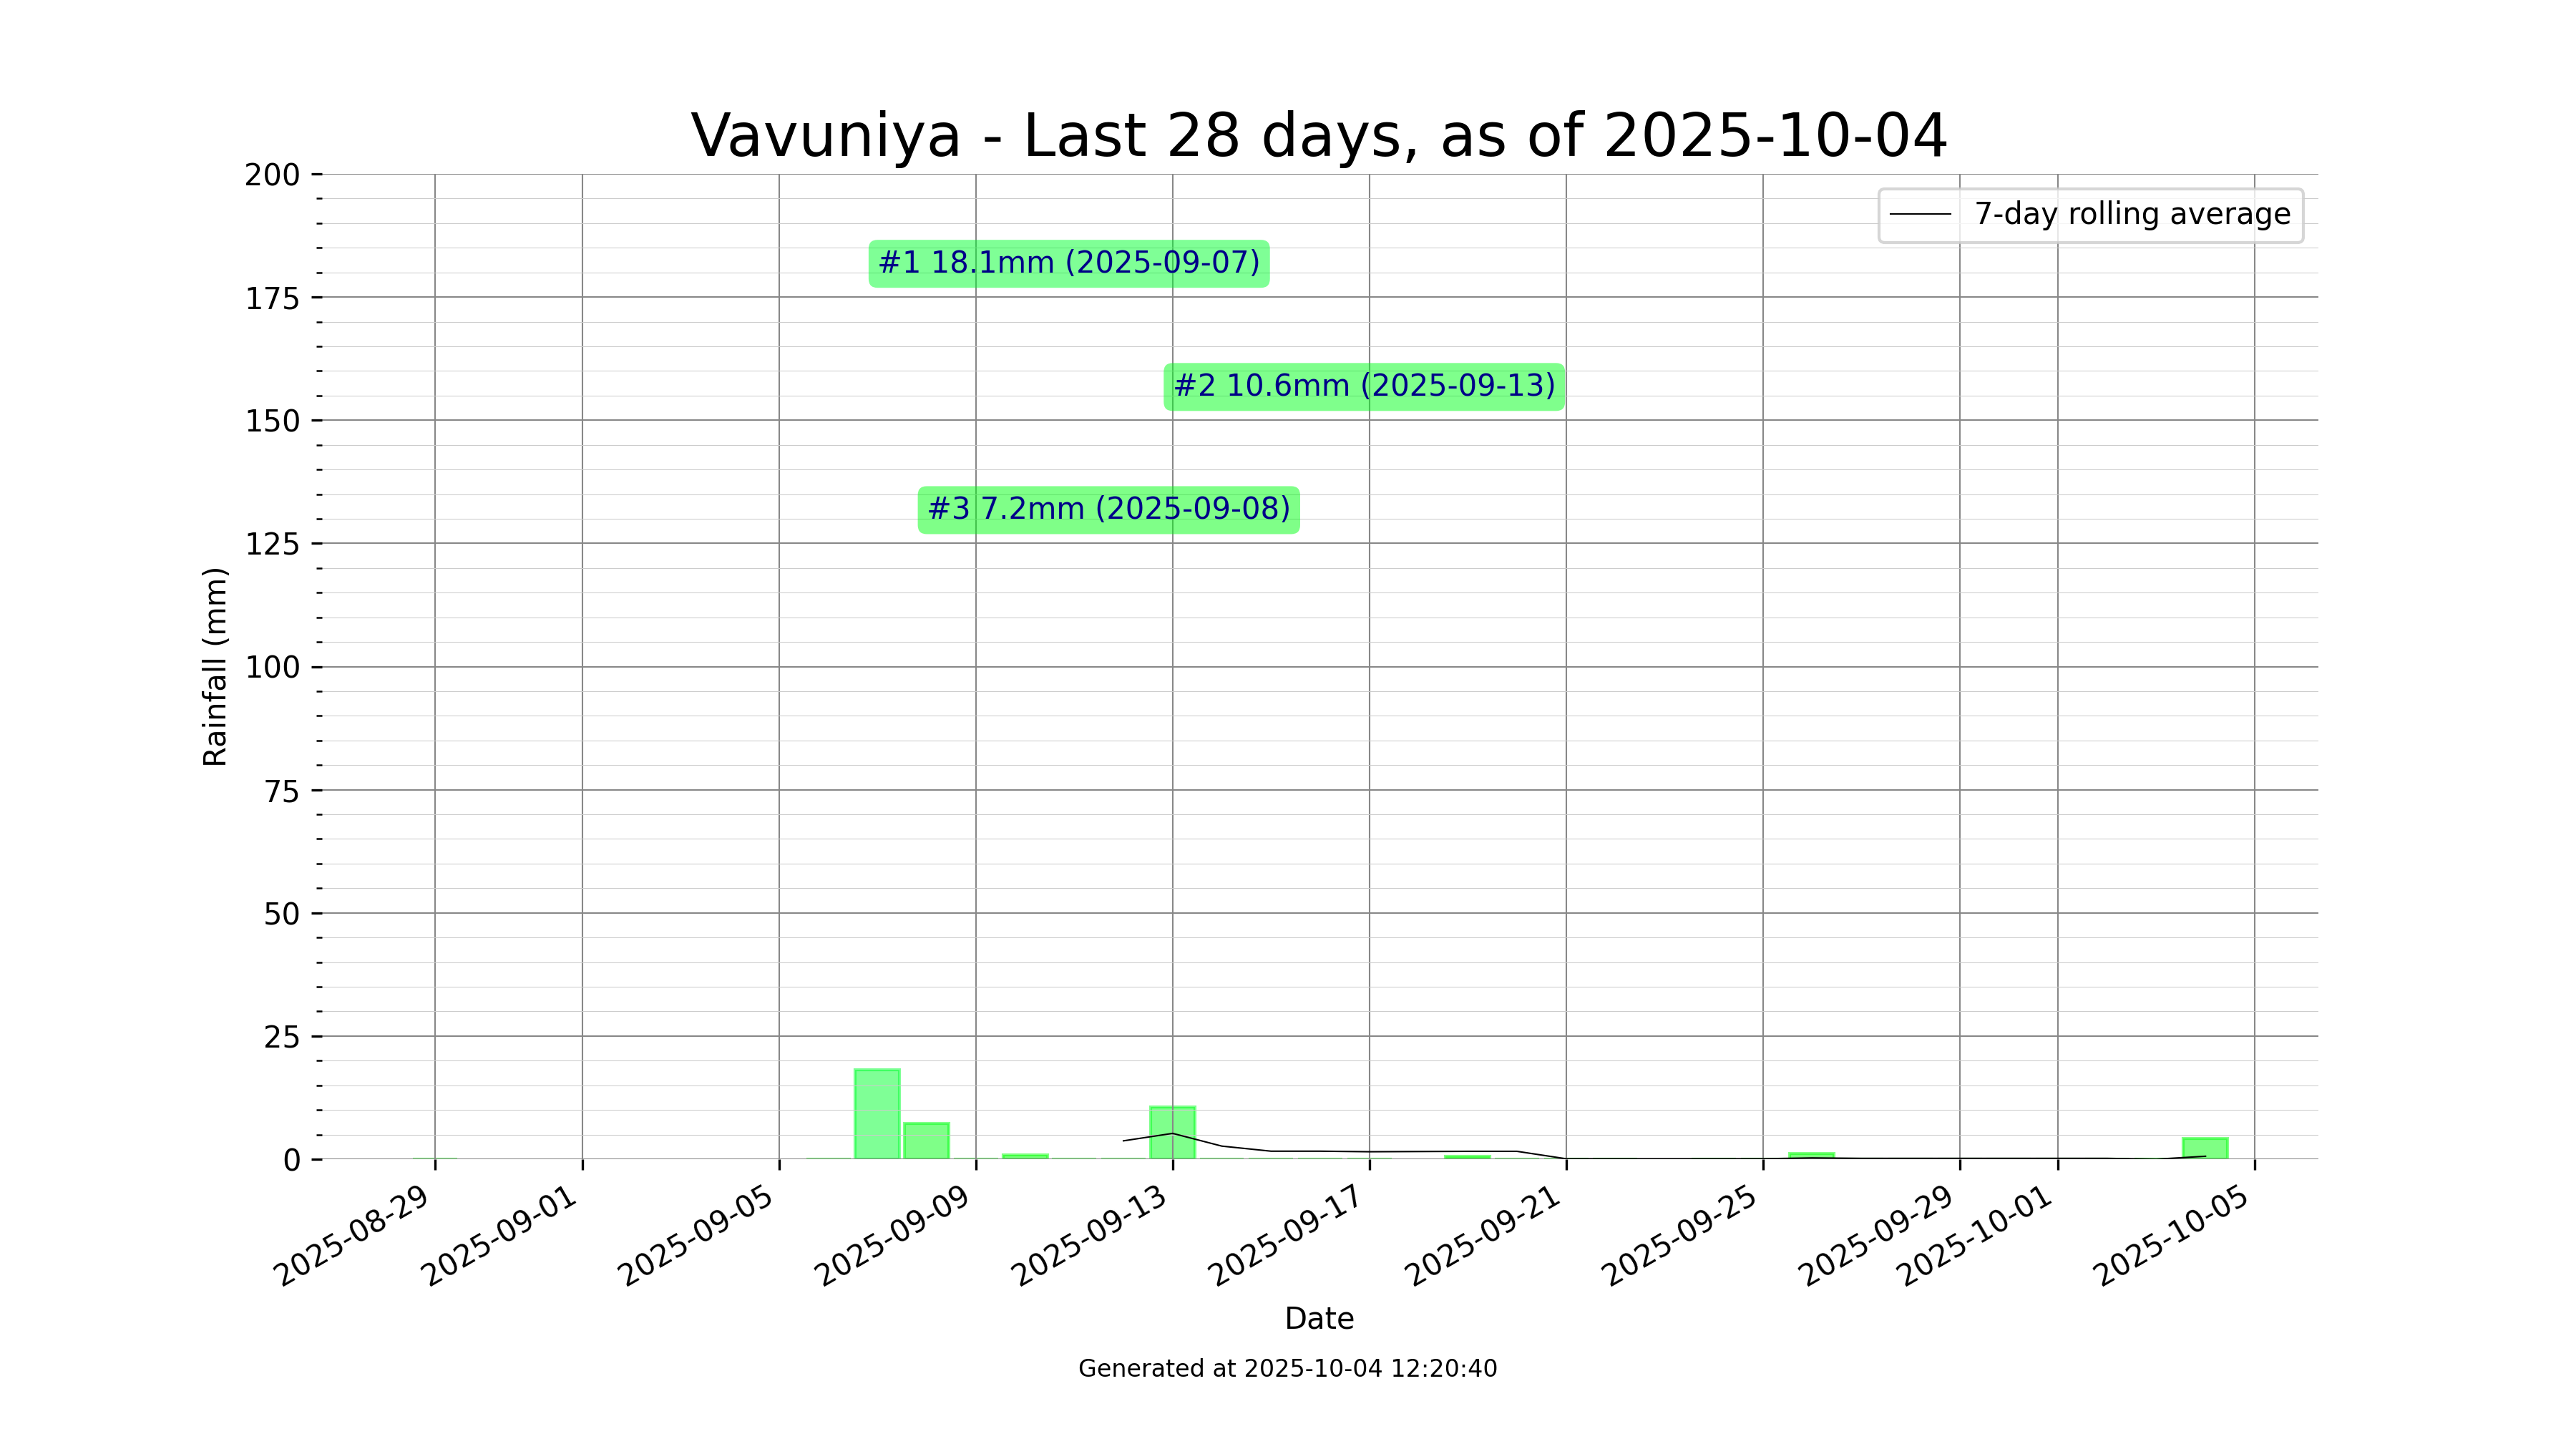 Vavuniya - Last 28 days, as of 2025-10-04
7-day rolling average
#1 18.1mm (2025-09-07)
#2 10.6mm (2025-09-13)
#3 7.2mm (2025-09-08)
Rainfall (mm)
200
175
150
125
100
75
50
25
0
2025-08-29
2025-09-01
2025-09-05
2025-09-09
2025-09-13
2025-09-17
2025-09-21
2025-09-25
2025-09-29
2025-10-01
2025-10-05
Date
Generated at 2025-10-04 12:20:40